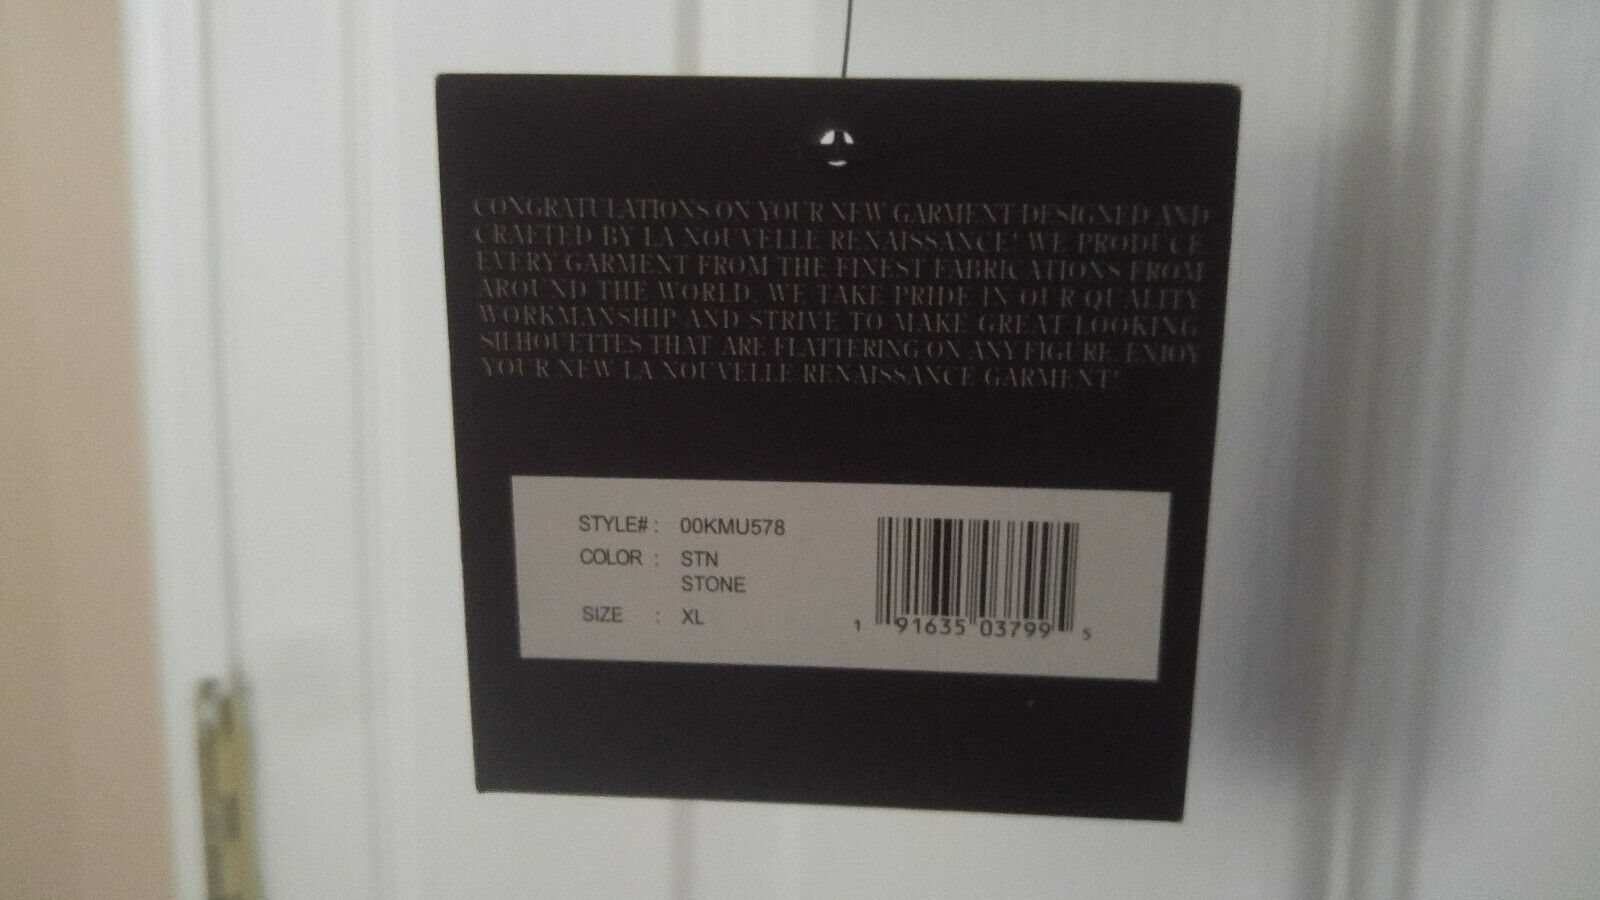 CONGRATULATIONS ON YOUR NEW GARMENT DESIGNED AND
CRAFTED BY LA NOUVELLE RENAISSANCE! WE PRODUCE
EVERY GARMENT FROM THE FINEST FABRICATIONS FROM
AROUND THE WORLD. WE TAKE PRIDE IN OUR QUALITY
WORKMANSHIP AND STRIVE TO MAKE GREAT LOOKING
SILHOUETTES THAT ARE FLATTERING ON ANY FIGURE. ENJOY
YOUR NEW LA NOUVELLE RENAISSANCE GARMENT!
STYLE# : 00KMU578
COLOR : STN
STONE
SIZE : XL
1 91635 03799 5